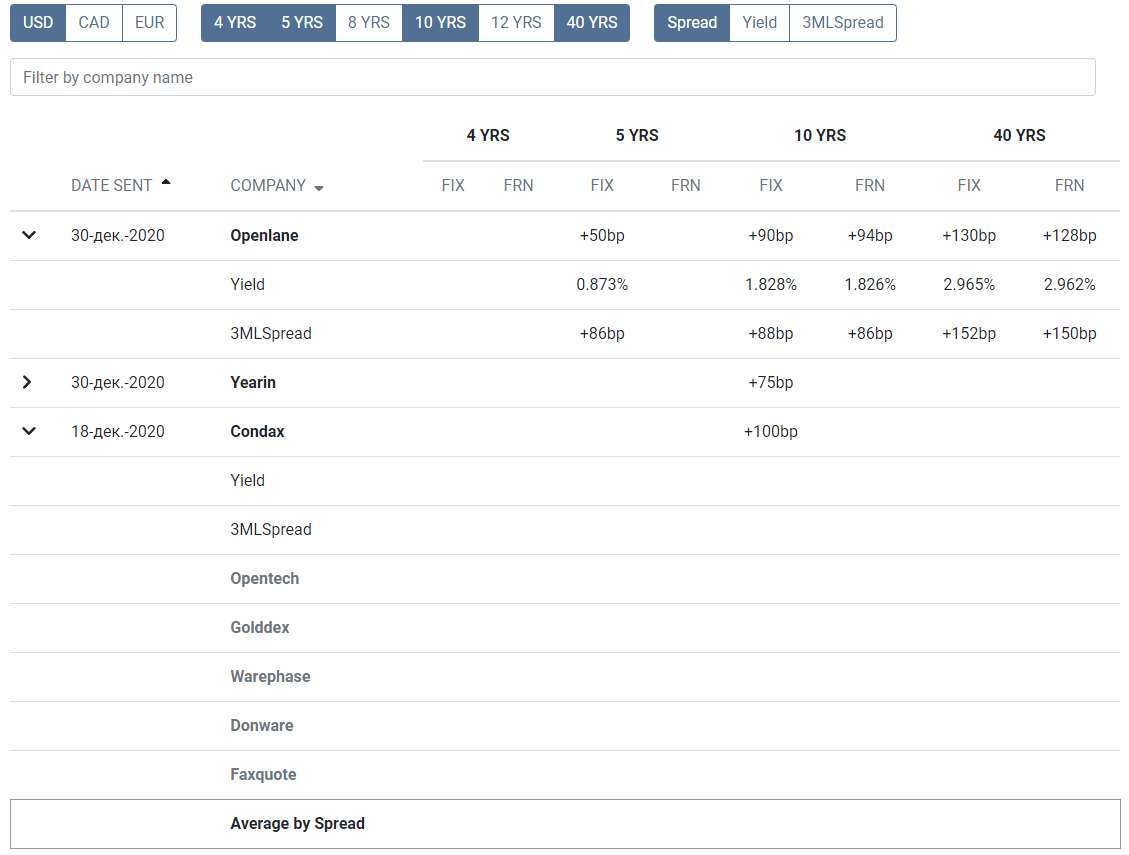 USD CAD EUR 4 YRS 5 YRS 8 YRS 10 YRS 12 YRS 40 YRS Spread Yield 3MLSpread
Filter by company name
4 YRS 5 YRS 10 YRS 40 YRS
DATE SENT COMPANY FIX FRN FIX FRN FIX FRN FIX FRN
30-дек.-2020 Openlane +50bp +90bp +94bp +130bp +128bp
Yield 0.873% 1.828% 1.826% 2.965% 2.962%
3MLSpread +86bp +88bp +86bp +152bp +150bp
30-дек.-2020 Yearin +75bp
18-дек.-2020 Condax +100bp
Yield
3MLSpread
Opentech
Golddex
Warephase
Donware
Faxquote
Average by Spread